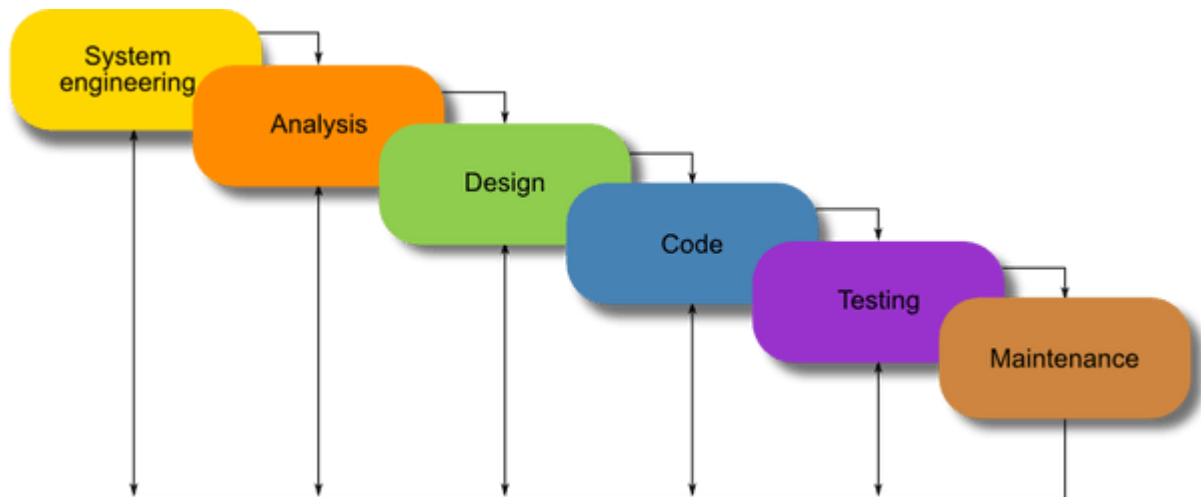 System
engineering
Analysis
Design
Code
Testing
Maintenance